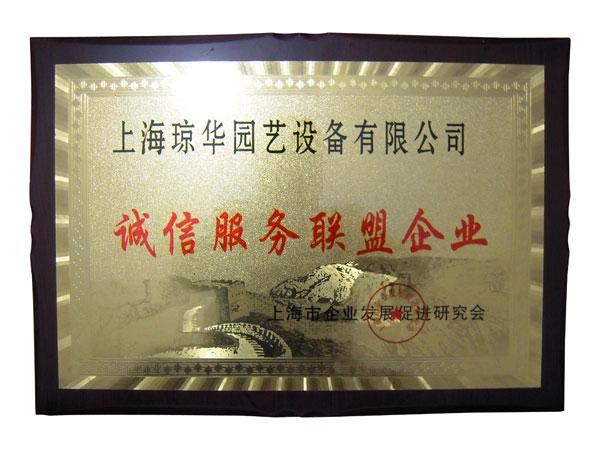 上海琼华园艺设备有限公司
诚信服务联盟企业
上海市企业发展促进研究会